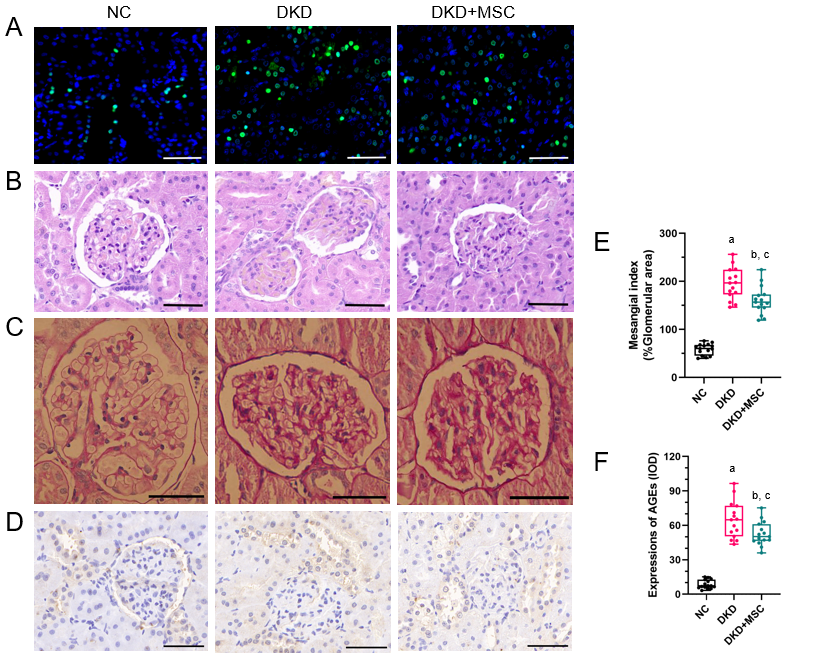 NC DKD DKD+MSC
A
B
C
D
E
Mesangial index
(%Glomerular area)
300
200
100
0
a
b, c
NC
DKD
DKD+MSC
F
Expressions of AGEs (IOD)
120
90
60
30
0
a
b, c
NC
DKD
DKD+MSC